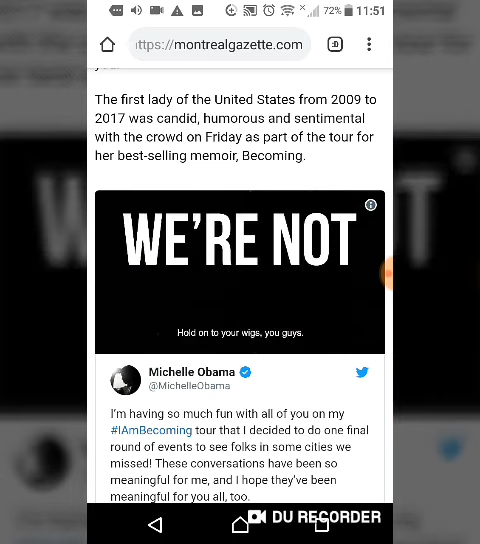 72% 11:51
ttps://montrealgazette.com
:D
The first lady of the United States from 2009 to
2017 was candid, humorous and sentimental
with the crowd on Friday as part of the tour for
her best-selling memoir, Becoming.
WE'RE NOT
Hold on to your wigs, you guys.
Michelle Obama
@MichelleObama
I'm having so much fun with all of you on my
#IAmBecoming tour that I decided to do one final
round of events to see folks in some cities we
missed! These conversations have been so
meaningful for me, and I hope they've been
meaningful for you all, too.
DU RECORDER